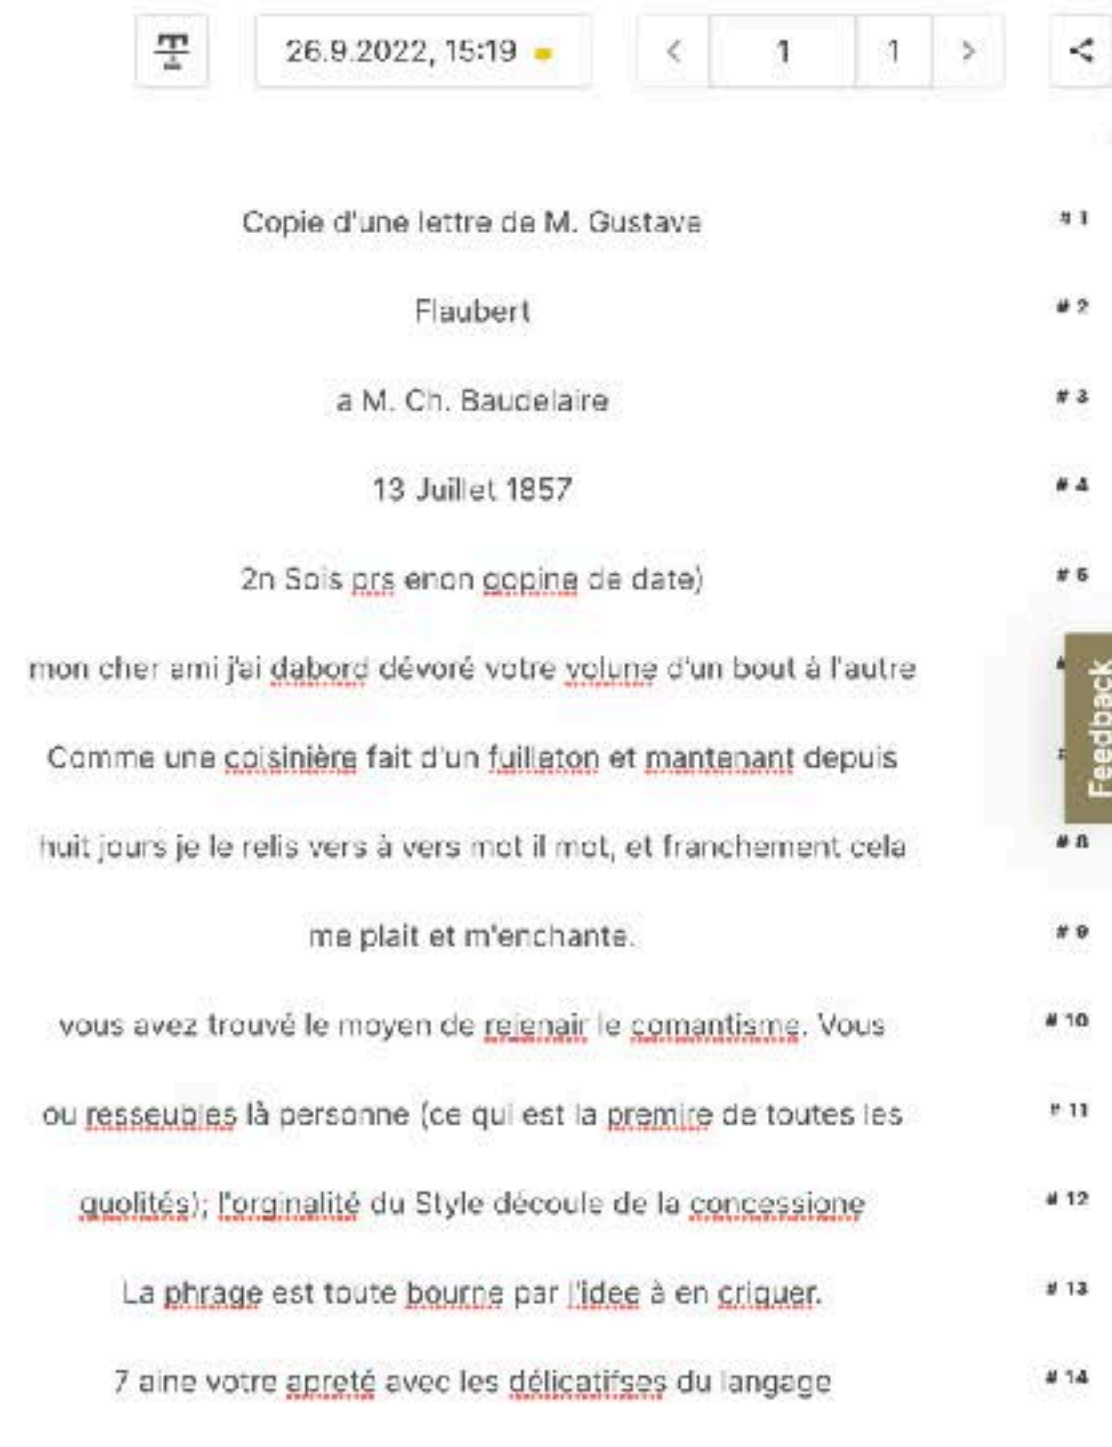 26.9.2022, 15:19
< 1 1 >
Copie d'une lettre de M. Gustave # 1
Flaubert # 2
a M. Ch. Baudelaire # 3
13 Juillet 1857 # 4
2n Sois prs enon gopine de date) # 5
mon cher ami j'ai dabord dévoré votre volune d'un bout à l'autre
Feedback
Comme une coisinière fait d'un fuilleton et mantenant depuis
huit jours je le relis vers à vers mot il mot, et franchement cela # 8
me plait et m'enchante. # 9
vous avez trouvé le moyen de rejenair le comantisme. Vous # 10
ou resseubles là personne (ce qui est la premire de toutes les # 11
quolités); l'orginalité du Style découle de la concessione # 12
La phrage est toute bourne par l'idee à en criquer. # 13
7 aine votre apreté avec les délicatifses du langage # 14